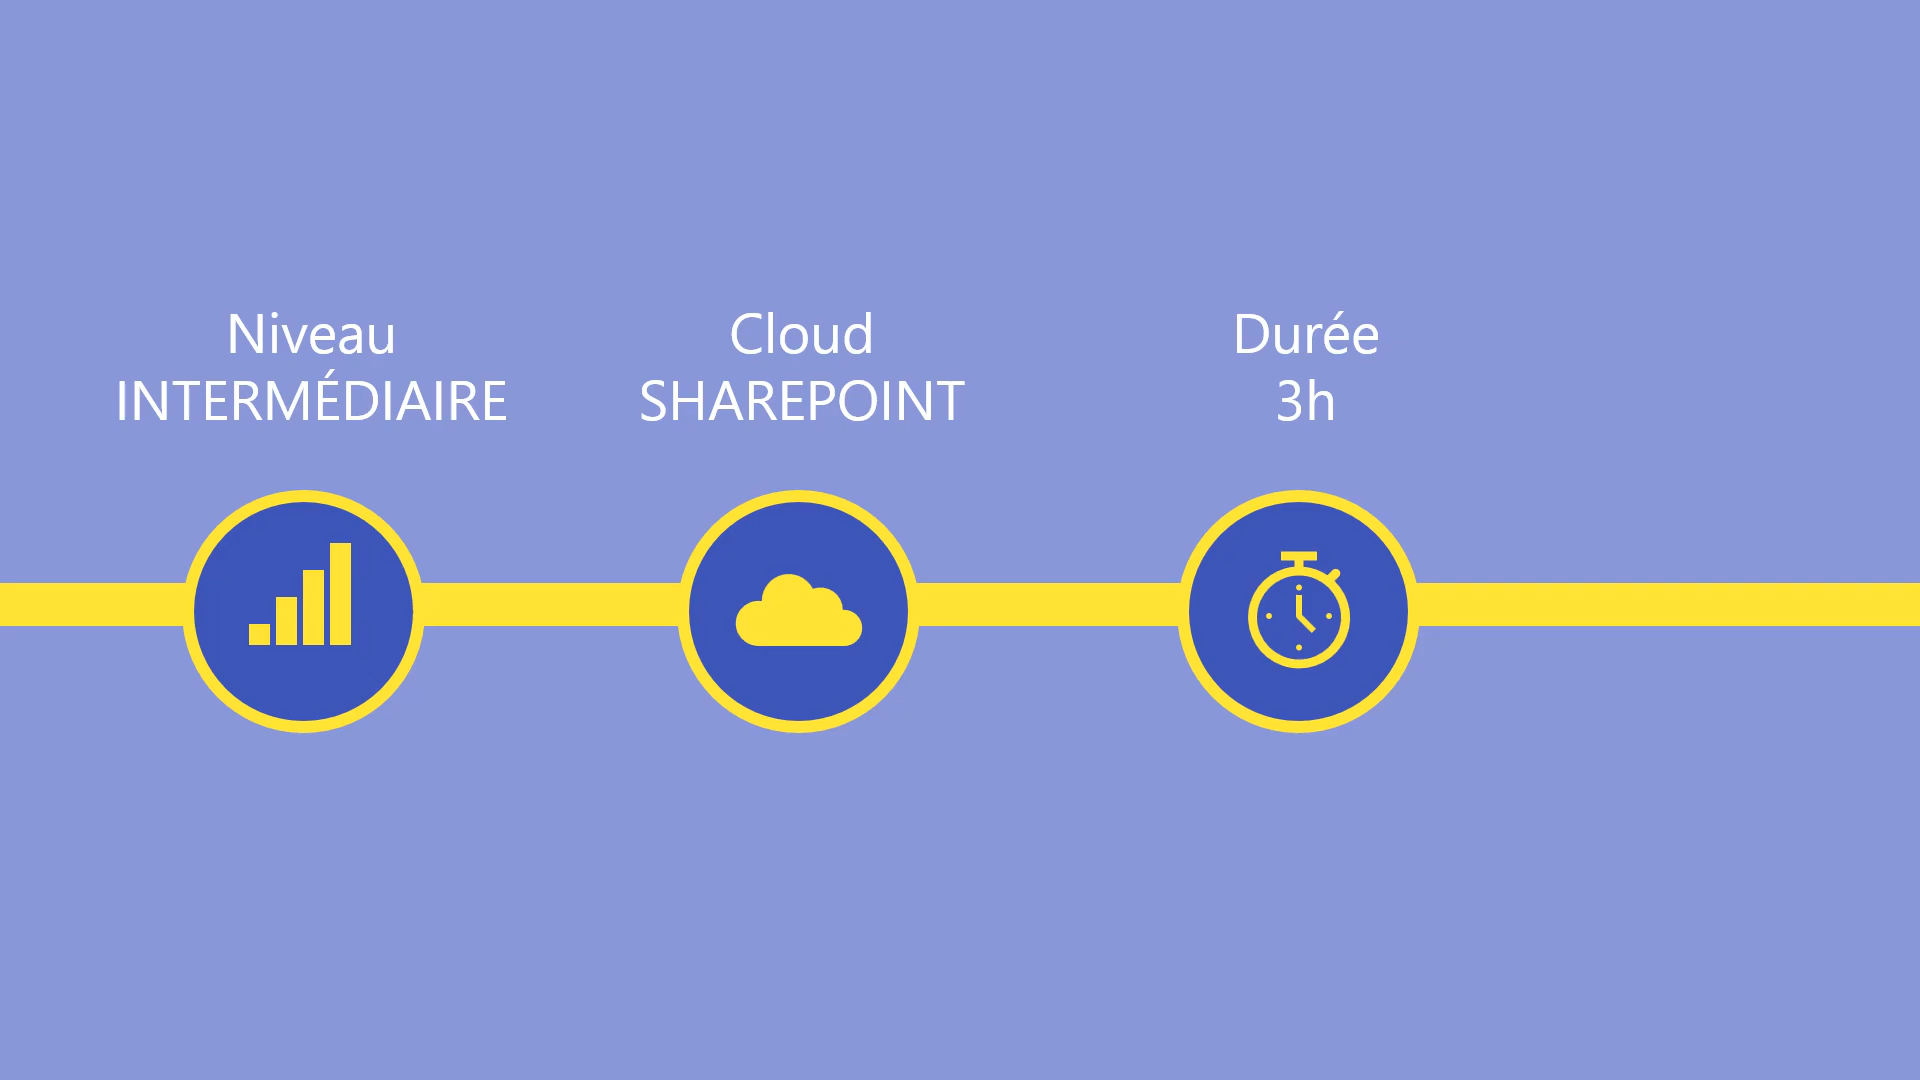 Niveau
INTERMÉDIAIRE
Cloud
SHAREPOINT
Durée
3h